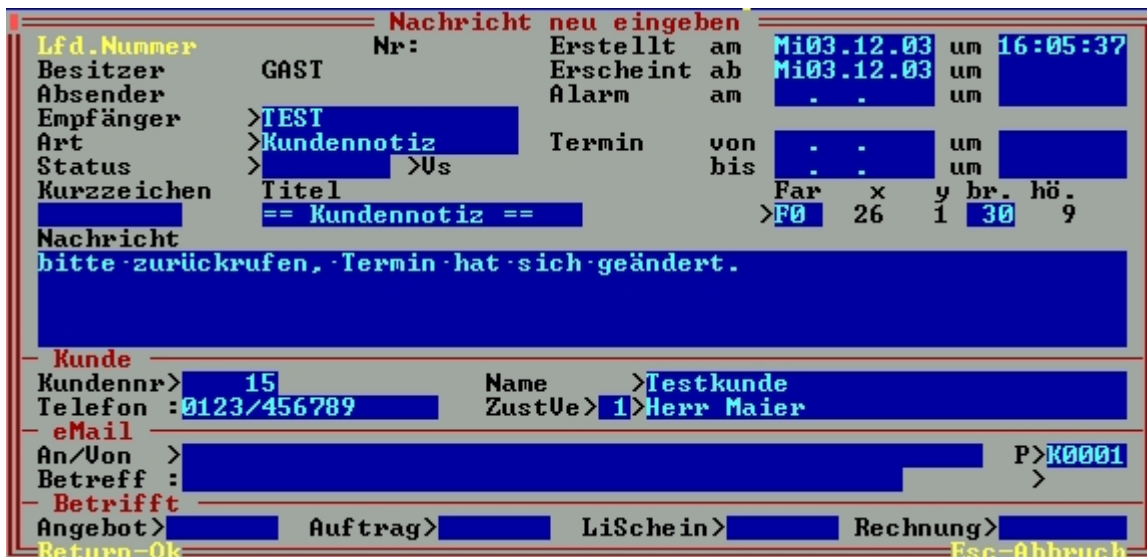 Nachricht neu eingeben
Lfd.Nummer Nr: Erstellt am Mi03.12.03 um 16:05:37
Besitzer GAST Erscheint ab Mi03.12.03 um
Absender Alarm am . . um
Empfänger >TEST
Art >Kundennotiz Termin von . . um
Status > >Vs bis . . um
Kurzzeichen Titel Far x y br. hö.
== Kundennotiz == >F0 26 1 30 9
Nachricht
bitte·zurückrufen,·Termin·hat·sich·geändert.
Kunde
Kundennr> 15 Name >Testkunde
Telefon :0123/456789 ZustVe> 1>Herr Maier
eMail
An/Von > P>K0001
Betreff : >
Betrifft
Angebot> Auftrag> LiSchein> Rechnung>
Return-Ok Esc-Abbruch